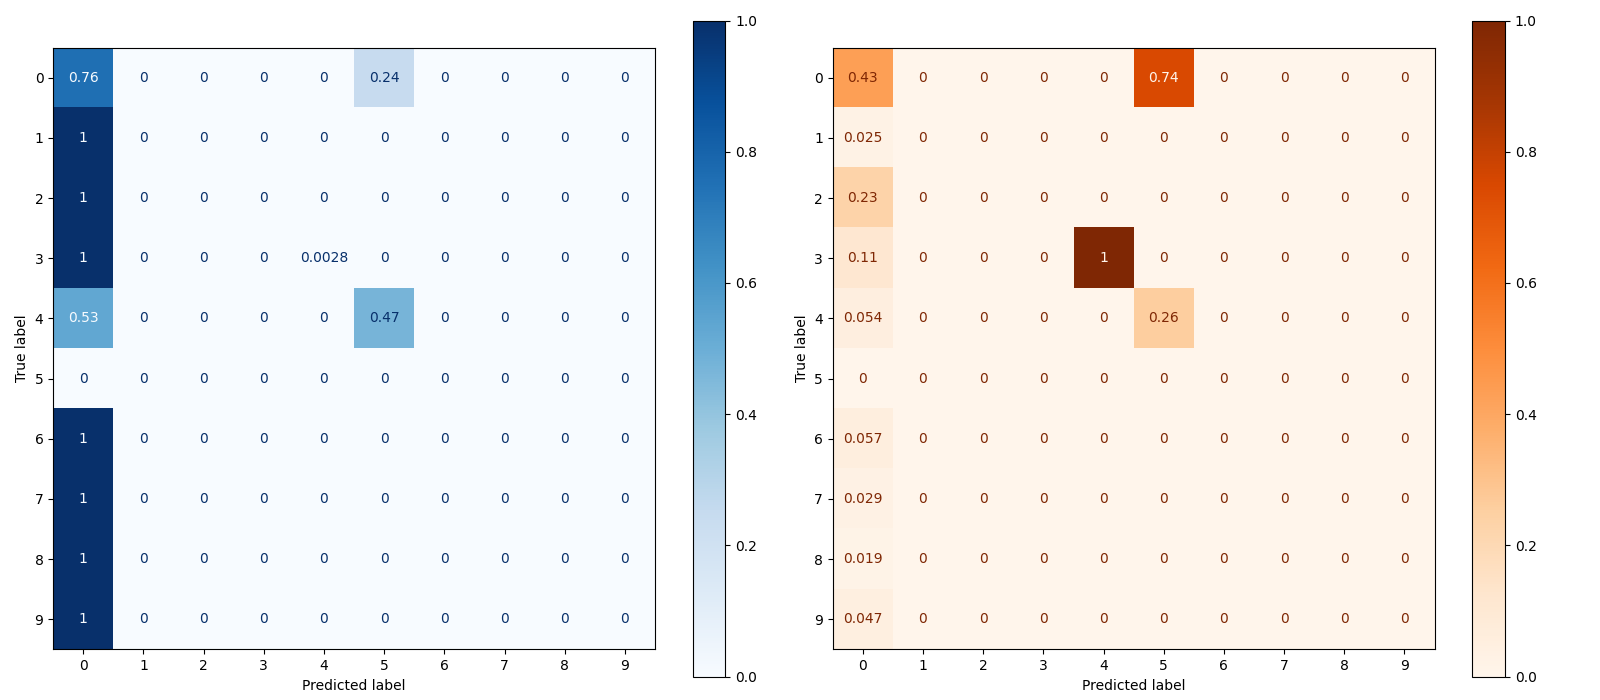 0 0.76 0 0 0 0 0.24 0 0 0 0
1 1 0 0 0 0 0 0 0 0 0
2 1 0 0 0 0 0 0 0 0 0
3 1 0 0 0 0.0028 0 0 0 0 0
4 0.53 0 0 0 0 0.47 0 0 0 0
5 0 0 0 0 0 0 0 0 0 0
6 1 0 0 0 0 0 0 0 0 0
7 1 0 0 0 0 0 0 0 0 0
8 1 0 0 0 0 0 0 0 0 0
9 1 0 0 0 0 0 0 0 0 0
0 1 2 3 4 5 6 7 8 9
True label
Predicted label
1.0
0.8
0.6
0.4
0.2
0.0
0 0.43 0 0 0 0 0.74 0 0 0 0
1 0.025 0 0 0 0 0 0 0 0 0
2 0.23 0 0 0 0 0 0 0 0 0
3 0.11 0 0 0 1 0 0 0 0 0
4 0.054 0 0 0 0 0.26 0 0 0 0
5 0 0 0 0 0 0 0 0 0 0
6 0.057 0 0 0 0 0 0 0 0 0
7 0.029 0 0 0 0 0 0 0 0 0
8 0.019 0 0 0 0 0 0 0 0 0
9 0.047 0 0 0 0 0 0 0 0 0
0 1 2 3 4 5 6 7 8 9
True label
Predicted label
1.0
0.8
0.6
0.4
0.2
0.0